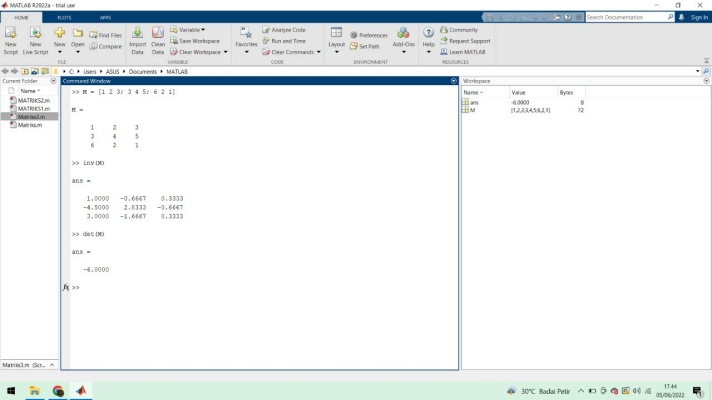 MATLAB R2022a - trial use
HOME PLOTS APPS
Search Documentation
Sign In
New Script
New Live Script
New
Open
Find Files
Compare
Import Data
Clean Data
Variable
Save Workspace
Clear Workspace
Favorites
Analyze Code
Run and Time
Clear Commands
Layout
Preferences
Set Path
Add-Ons
Help
Community
Request Support
Learn MATLAB
FILE VARIABLE CODE ENVIRONMENT RESOURCES
C: Users ASUS Documents MATLAB
Current Folder
Name
MATRIKS2.m
MATRIKS1.m
Matriks3.m
Matriks.m
Matriks3.m (Scr...
Command Window
>> M = [1 2 3; 3 4 5; 6 2 1]
M =
1 2 3
3 4 5
6 2 1
>> inv(M)
ans =
1.0000 -0.6667 0.3333
-4.5000 2.8333 -0.6667
3.0000 -1.6667 0.3333
>> det(M)
ans =
-6.0000
fx >>
Workspace
Name Value Bytes
ans -6.0000 8
M [1,2,3;3,4,5;6,2,1] 72
30°C Badai Petir
17.44
05/06/2022